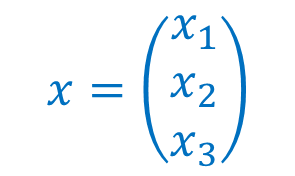 x = (x₁
x₂
x₃)